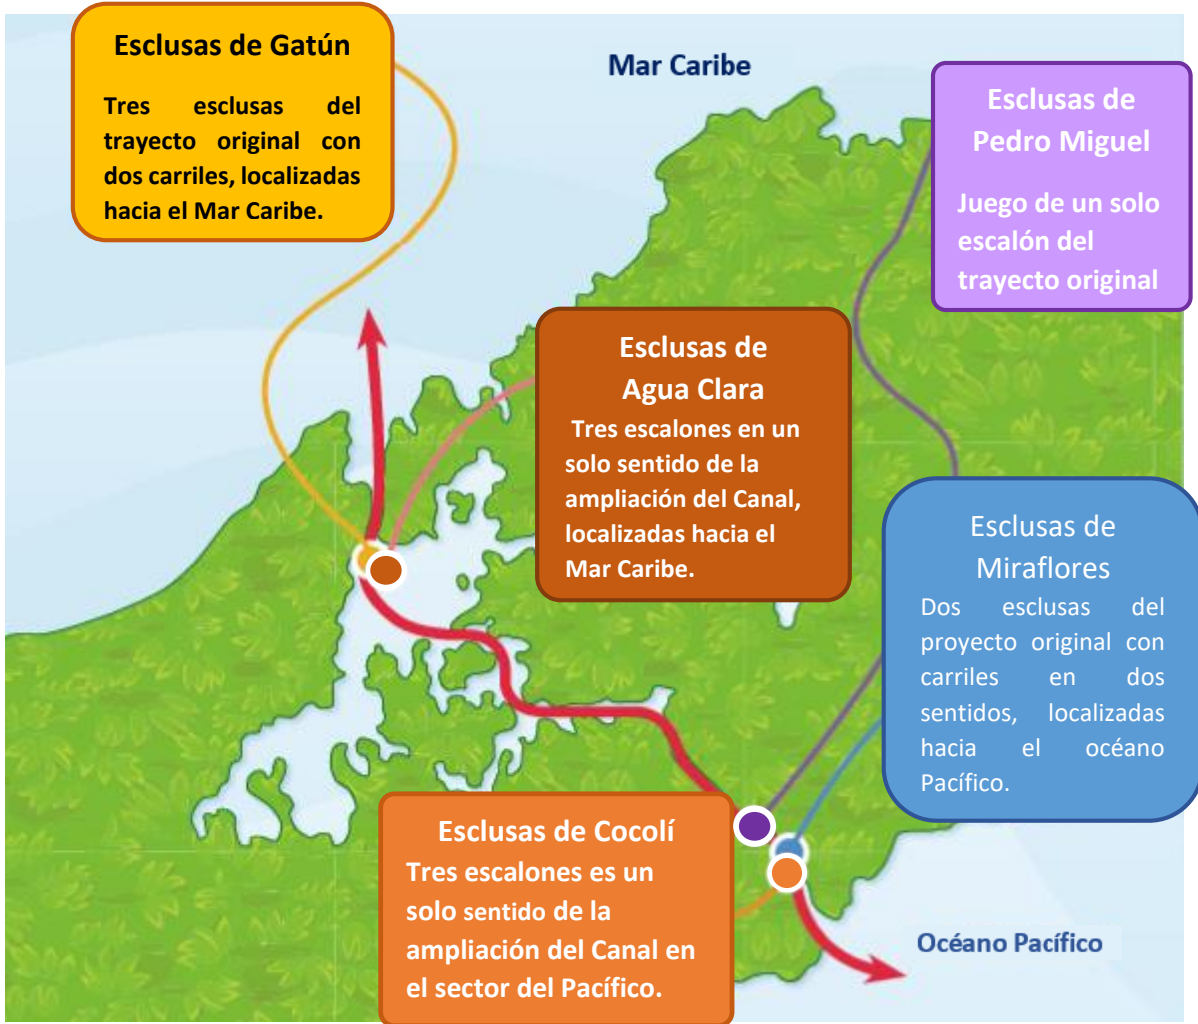 Esclusas de Gatún
Tres esclusas del
trayecto original con
dos carriles, localizadas
hacia el Mar Caribe.
Mar Caribe
Esclusas de
Pedro Miguel
Juego de un solo
escalón del
trayecto original
Esclusas de
Agua Clara
Tres escalones en un
solo sentido de la
ampliación del Canal,
localizadas hacia el
Mar Caribe.
Esclusas de
Miraflores
Dos esclusas del
proyecto original con
carriles en dos
sentidos, localizadas
hacia el océano
Pacífico.
Esclusas de Cocolí
Tres escalones es un
solo sentido de la
ampliación del Canal en
el sector del Pacífico.
Océano Pacífico